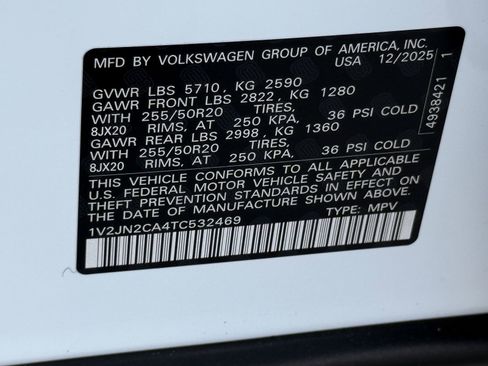 MFD BY VOLKSWAGEN GROUP OF AMERICA, INC.
USA 12/2025
GVWR LBS 5710, KG 2590
GAWR FRONT LBS 2822, KG 1280
WITH 255/50R20 TIRES,
8JX20 RIMS, AT 250 KPA, 36 PSI COLD
GAWR REAR LBS 2998, KG 1360
WITH 255/50R20 TIRES,
8JX20 RIMS, AT 250 KPA, 36 PSI COLD
THIS VEHICLE CONFORMS TO ALL APPLICABLE
U.S. FEDERAL MOTOR VEHICLE SAFETY AND
THEFT PREVENTION STANDARDS IN EFFECT ON
THE DATE OF MANUFACTURE SHOWN ABOVE.
1V2JN2CA4TC532469 TYPE: MPV
4938421 1